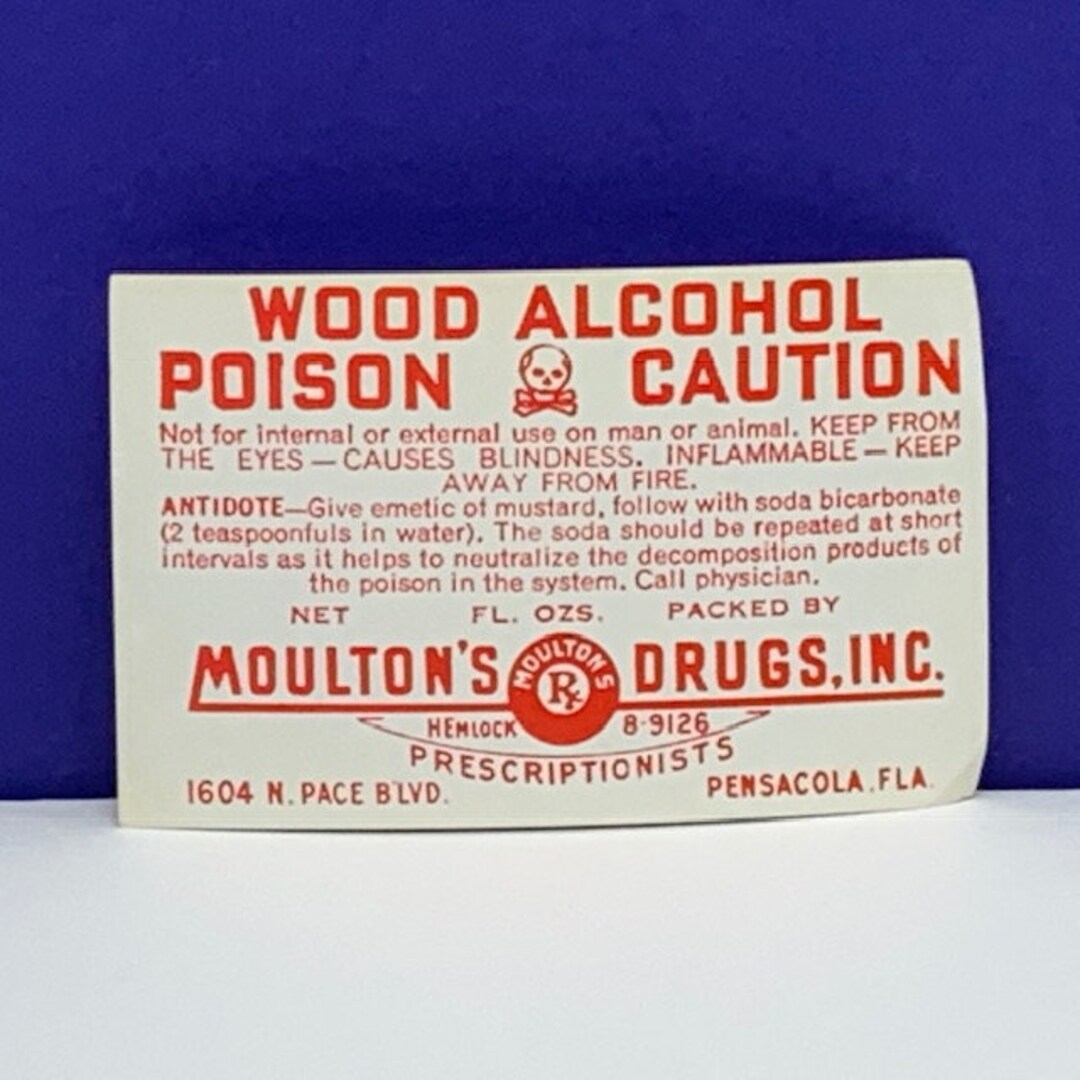 WOOD ALCOHOL
POISON CAUTION
Not for internal or external use on man or animal. KEEP FROM
THE EYES — CAUSES BLINDNESS. INFLAMMABLE — KEEP
AWAY FROM FIRE.
ANTIDOTE—Give emetic of mustard, follow with soda bicarbonate
(2 teaspoonfuls in water). The soda should be repeated at short
intervals as it helps to neutralize the decomposition products of
the poison in the system. Call physician.
NET FL. OZS. PACKED BY
MOULTON'S MOULTON'S Rx DRUGS, INC.
HEMLOCK 8-9126
PRESCRIPTIONISTS
1604 N. PACE B'LVD. PENSACOLA, FLA.